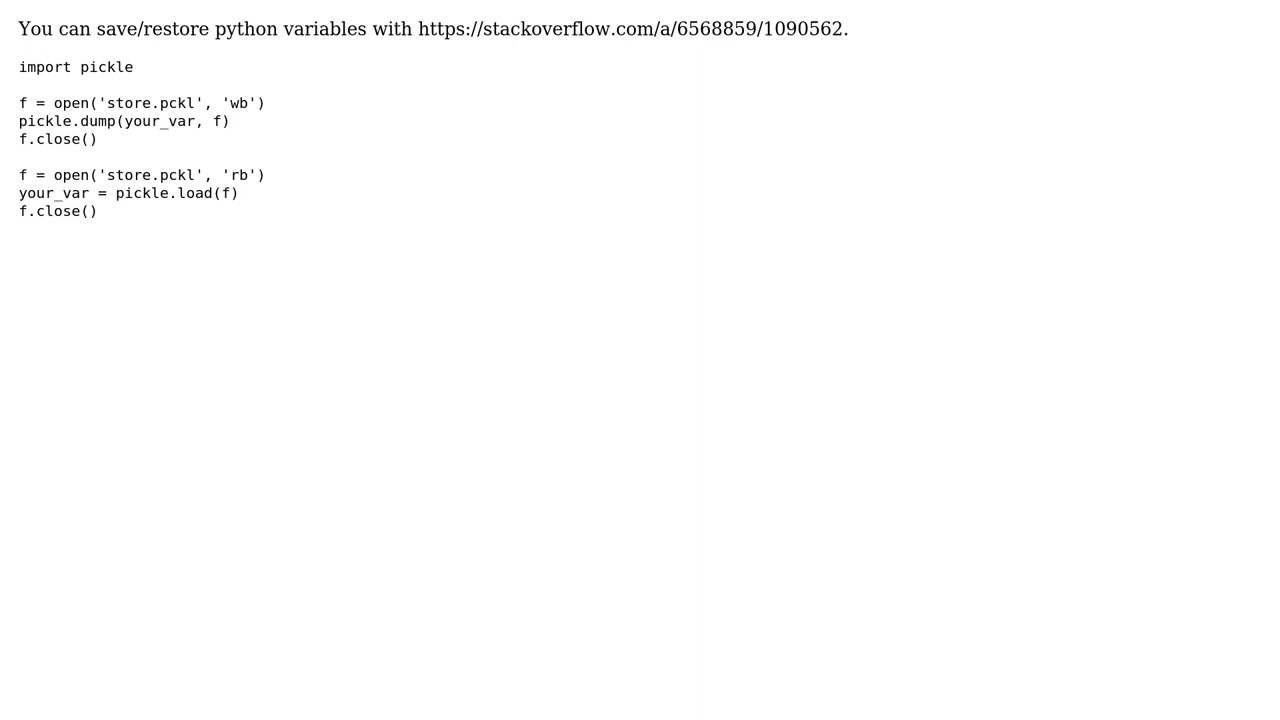 You can save/restore python variables with https://stackoverflow.com/a/6568859/1090562.
import pickle
f = open('store.pckl', 'wb')
pickle.dump(your_var, f)
f.close()
f = open('store.pckl', 'rb')
your_var = pickle.load(f)
f.close()